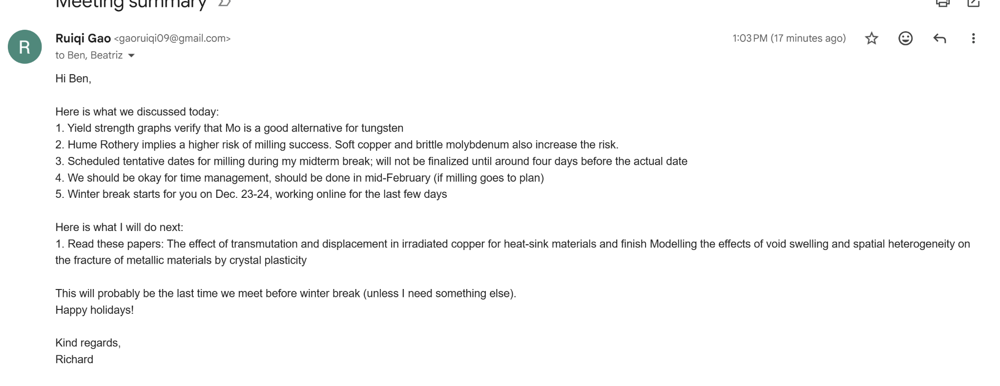 Meeting summary
Ruiqi Gao <gaoruiqi09@gmail.com>
1:03 PM (17 minutes ago)
to Ben, Beatriz
R
Hi Ben,
Here is what we discussed today:
1. Yield strength graphs verify that Mo is a good alternative for tungsten
2. Hume Rothery implies a higher risk of milling success. Soft copper and brittle molybdenum also increase the risk.
3. Scheduled tentative dates for milling during my midterm break; will not be finalized until around four days before the actual date
4. We should be okay for time management, should be done in mid-February (if milling goes to plan)
5. Winter break starts for you on Dec. 23-24, working online for the last few days
Here is what I will do next:
1. Read these papers: The effect of transmutation and displacement in irradiated copper for heat-sink materials and finish Modelling the effects of void swelling and spatial heterogeneity on
the fracture of metallic materials by crystal plasticity
This will probably be the last time we meet before winter break (unless I need something else).
Happy holidays!
Kind regards,
Richard